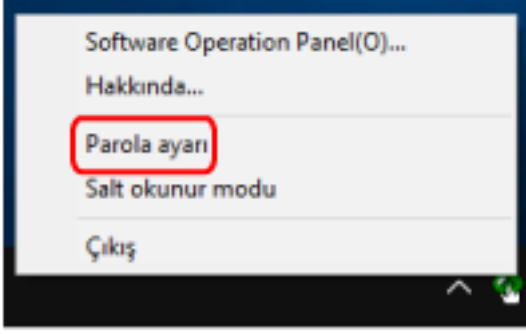 Software Operation Panel(O)...
Hakkında...
Parola ayarı
Salt okunur modu
Çıkış